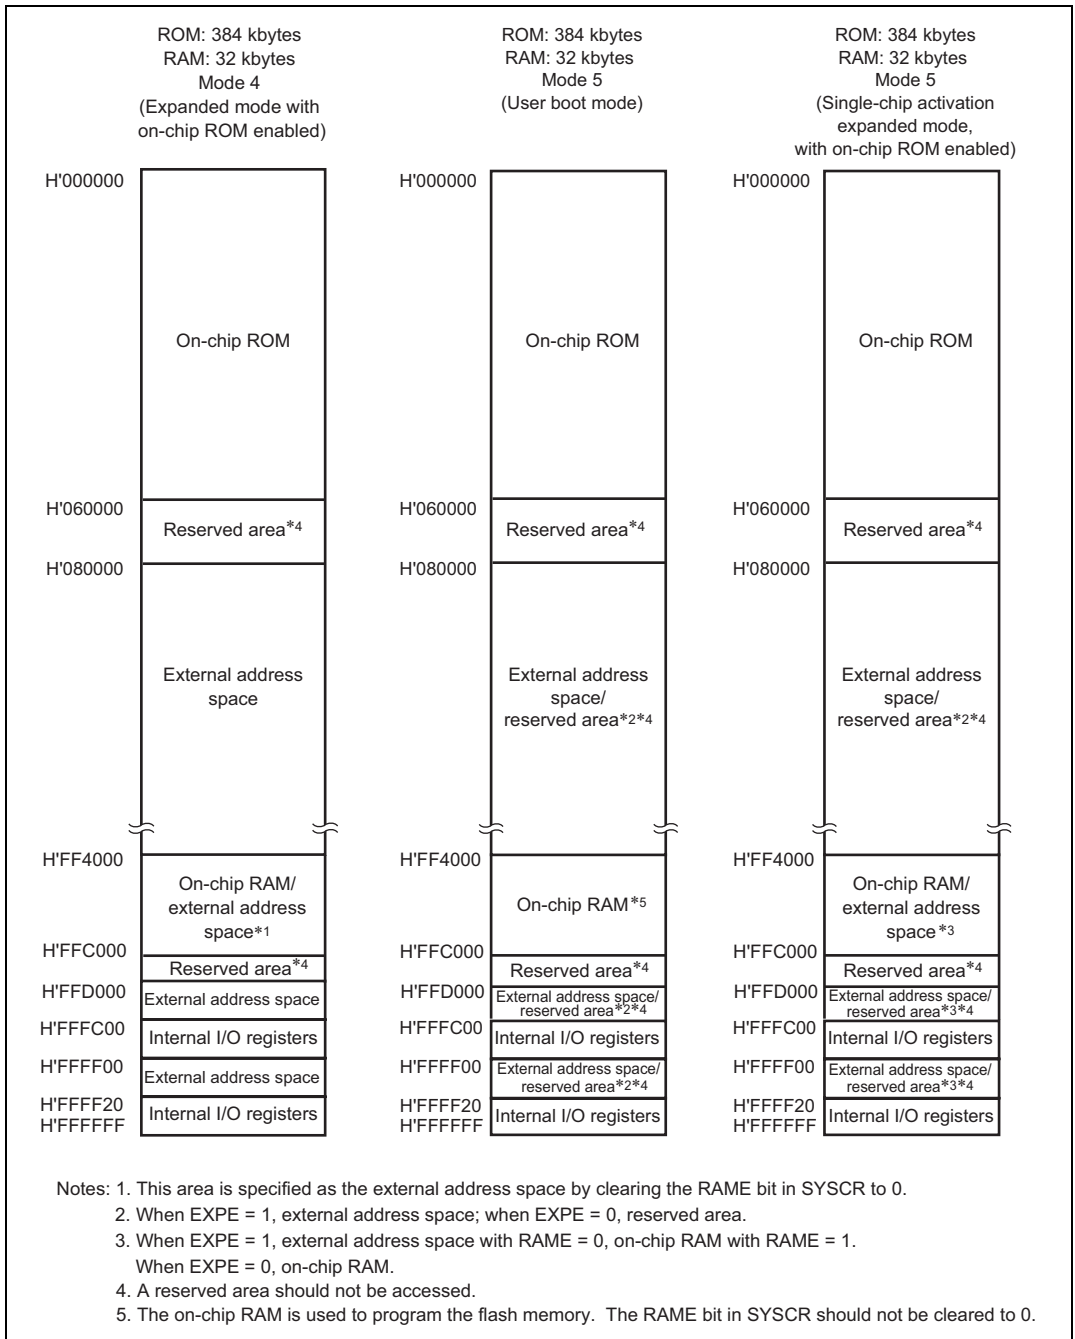 ROM: 384 kbytes
RAM: 32 kbytes
Mode 4
(Expanded mode with
on-chip ROM enabled)
H'000000
On-chip ROM
H'060000
Reserved area*4
H'080000
External address
space
H'FF4000
On-chip RAM/
external address
space*1
H'FFC000
Reserved area*4
H'FFD000
External address space
H'FFFC00
Internal I/O registers
H'FFFF00
External address space
H'FFFF20
Internal I/O registers
H'FFFFFF
ROM: 384 kbytes
RAM: 32 kbytes
Mode 5
(User boot mode)
H'000000
On-chip ROM
H'060000
Reserved area*4
H'080000
External address
space/
reserved area*2*4
H'FF4000
On-chip RAM*5
H'FFC000
Reserved area*4
H'FFD000
External address space/
reserved area*2*4
H'FFFC00
Internal I/O registers
H'FFFF00
External address space/
reserved area*2*4
H'FFFF20
Internal I/O registers
H'FFFFFF
ROM: 384 kbytes
RAM: 32 kbytes
Mode 5
(Single-chip activation
expanded mode,
with on-chip ROM enabled)
H'000000
On-chip ROM
H'060000
Reserved area*4
H'080000
External address
space/
reserved area*2*4
H'FF4000
On-chip RAM/
external address
space*3
H'FFC000
Reserved area*4
H'FFD000
External address space/
reserved area*3*4
H'FFFC00
Internal I/O registers
H'FFFF00
External address space/
reserved area*3*4
H'FFFF20
Internal I/O registers
H'FFFFFF
Notes: 1. This area is specified as the external address space by clearing the RAME bit in SYSCR to 0.
2. When EXPE = 1, external address space; when EXPE = 0, reserved area.
3. When EXPE = 1, external address space with RAME = 0, on-chip RAM with RAME = 1.
When EXPE = 0, on-chip RAM.
4. A reserved area should not be accessed.
5. The on-chip RAM is used to program the flash memory. The RAME bit in SYSCR should not be cleared to 0.